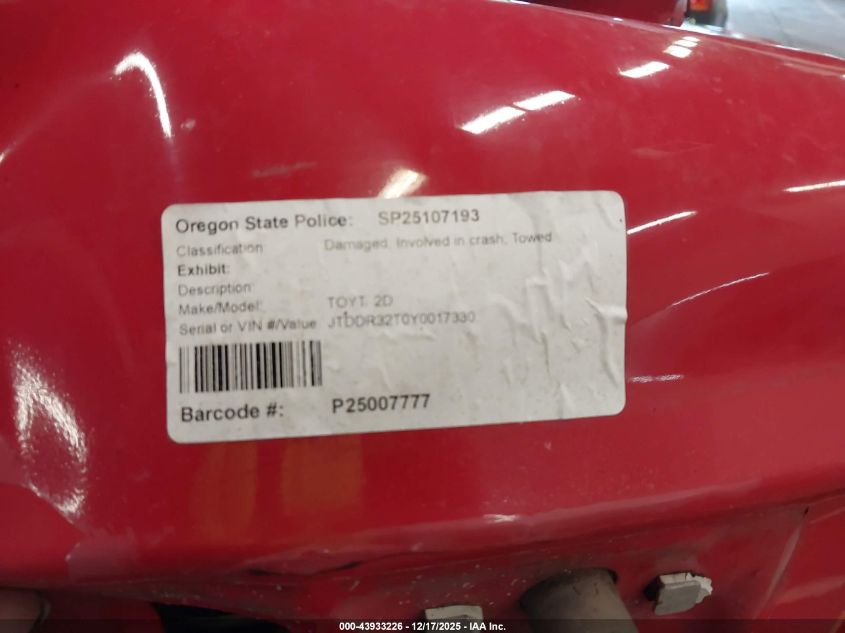 Oregon State Police: SP25107193
Classification: Damaged, Involved in crash, Towed
Exhibit:
Description:
Make/Model: TOYT 2D
Serial or VIN #/Value JTDDR32T0Y0017330
Barcode #: P25007777
000-43933226 - 12/17/2025 - IAA Inc.